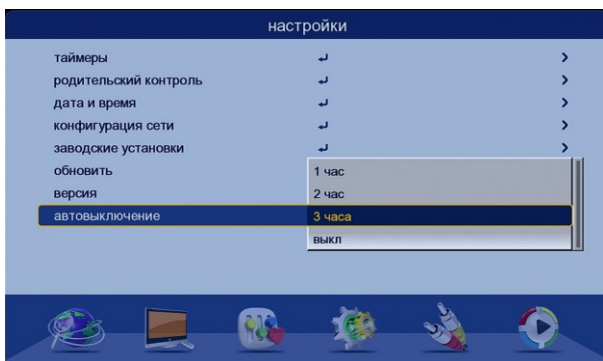 настройки
таймеры
родительский контроль
дата и время
конфигурация сети
заводские установки
обновить
1 час
версия
2 час
автовыключение
3 часа
выкл